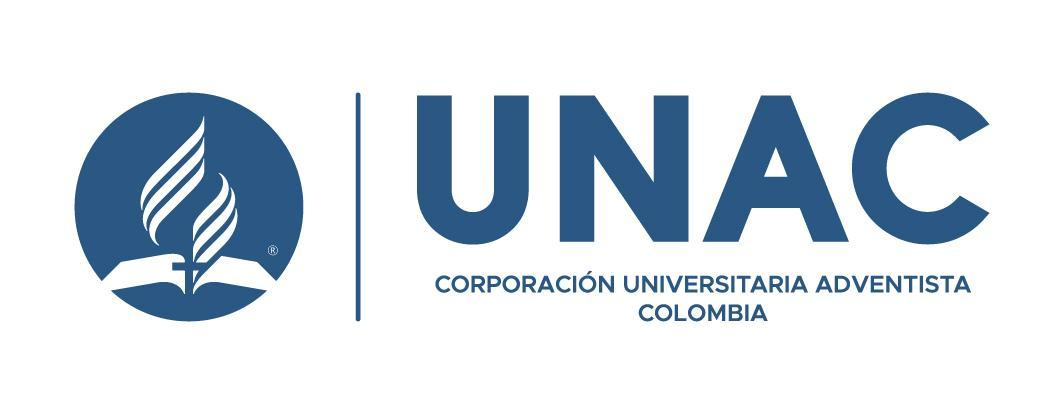 ®
UNAC
CORPORACIÓN UNIVERSITARIA ADVENTISTA
COLOMBIA